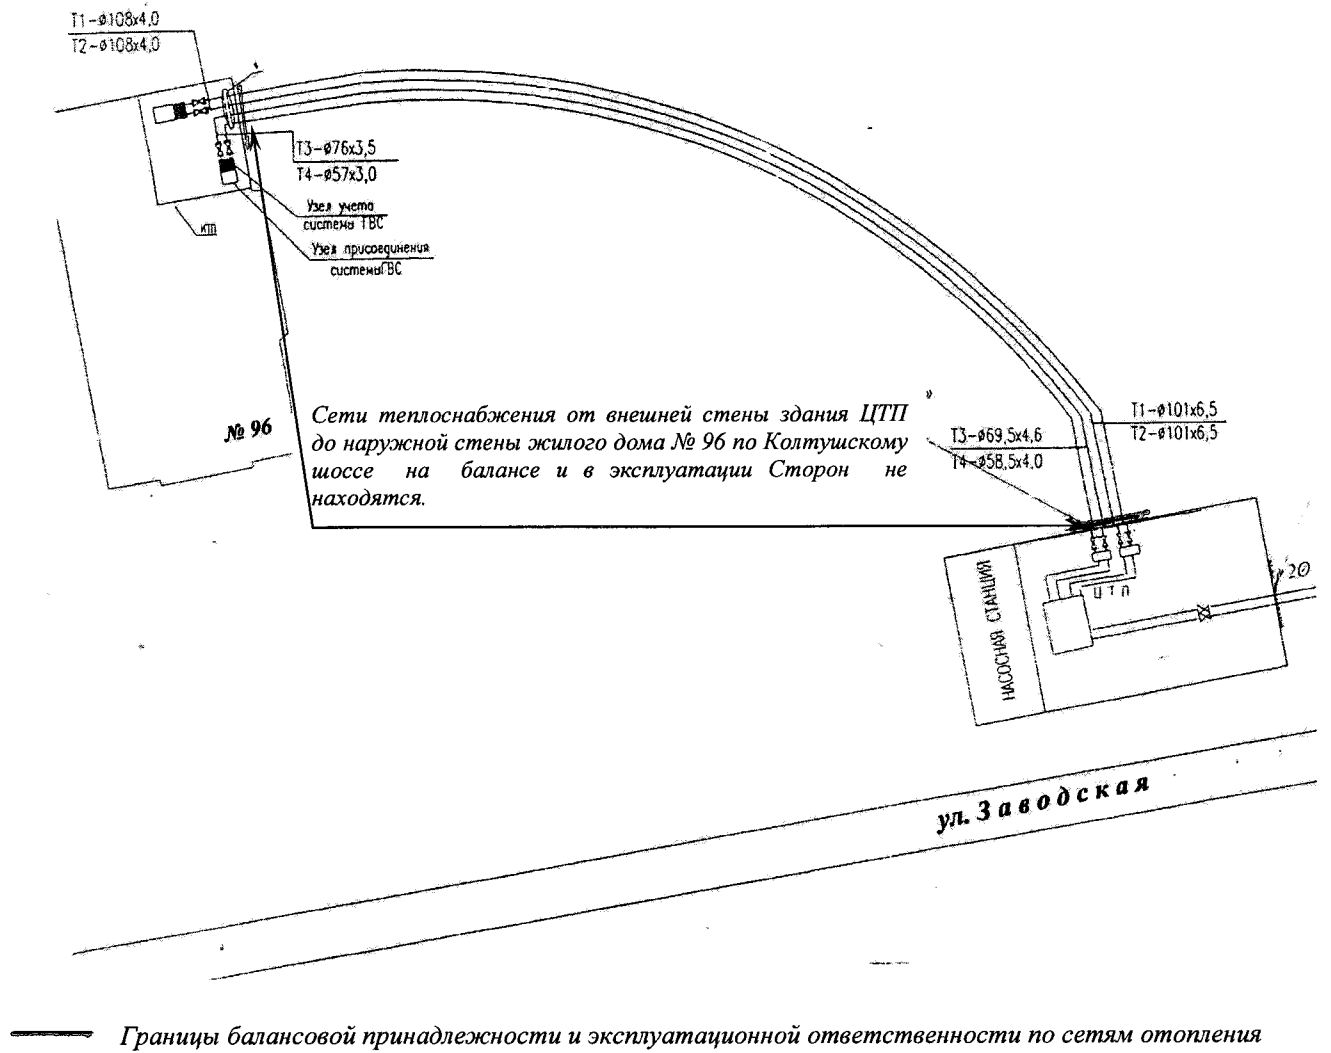 Т1-ø108х4,0
Т2-ø108х4,0
Т3-ø76х3,5
Т4-ø57х3,0
Узел учета
системы ГВС
Узел присоединения
системыГВС
ИТП
№ 96
Сети теплоснабжения от внешней стены здания ЦТП
до наружной стены жилого дома № 96 по Колтушскому
шоссе на балансе и в эксплуатации Сторон не
находятся.
Т1-ø101х6,5
Т2-ø101х6,5
Т3-ø69,5х4,6
Т4-ø58,5х4,0
НАСОСНАЯ СТАНЦИЯ
ЦТП
20
ул. Заводская
Границы балансовой принадлежности и эксплуатационной ответственности по сетям отопления